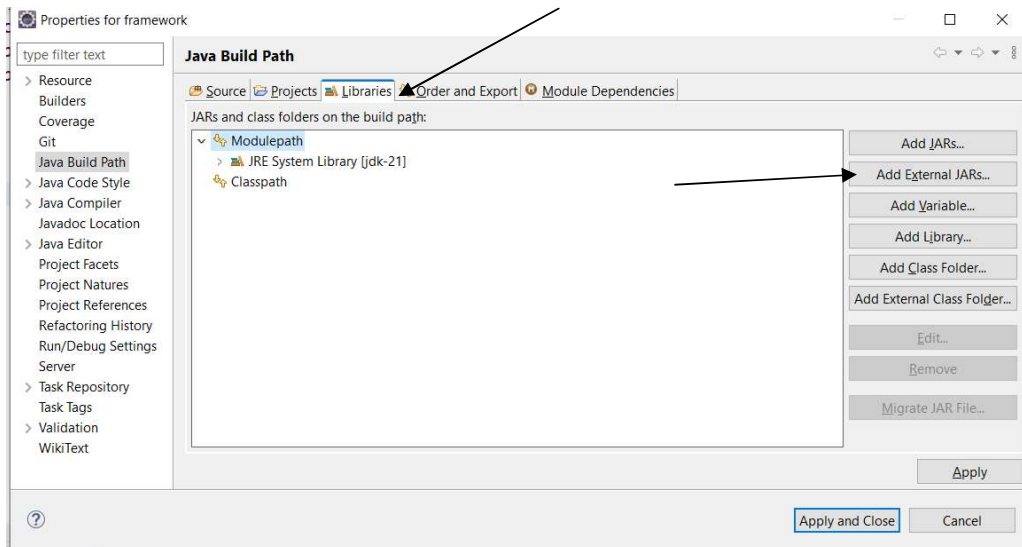 Properties for framework
type filter text
Resource
Builders
Coverage
Git
Java Build Path
Java Code Style
Java Compiler
Javadoc Location
Java Editor
Project Facets
Project Natures
Project References
Refactoring History
Run/Debug Settings
Server
Task Repository
Task Tags
Validation
WikiText
Java Build Path
Source Projects Libraries Order and Export Module Dependencies
JARs and class folders on the build path:
Modulepath
JRE System Library [jdk-21]
Classpath
Add JARs...
Add External JARs...
Add Variable...
Add Library...
Add Class Folder...
Add External Class Folder...
Edit...
Remove
Migrate JAR File...
Apply
?
Apply and Close Cancel